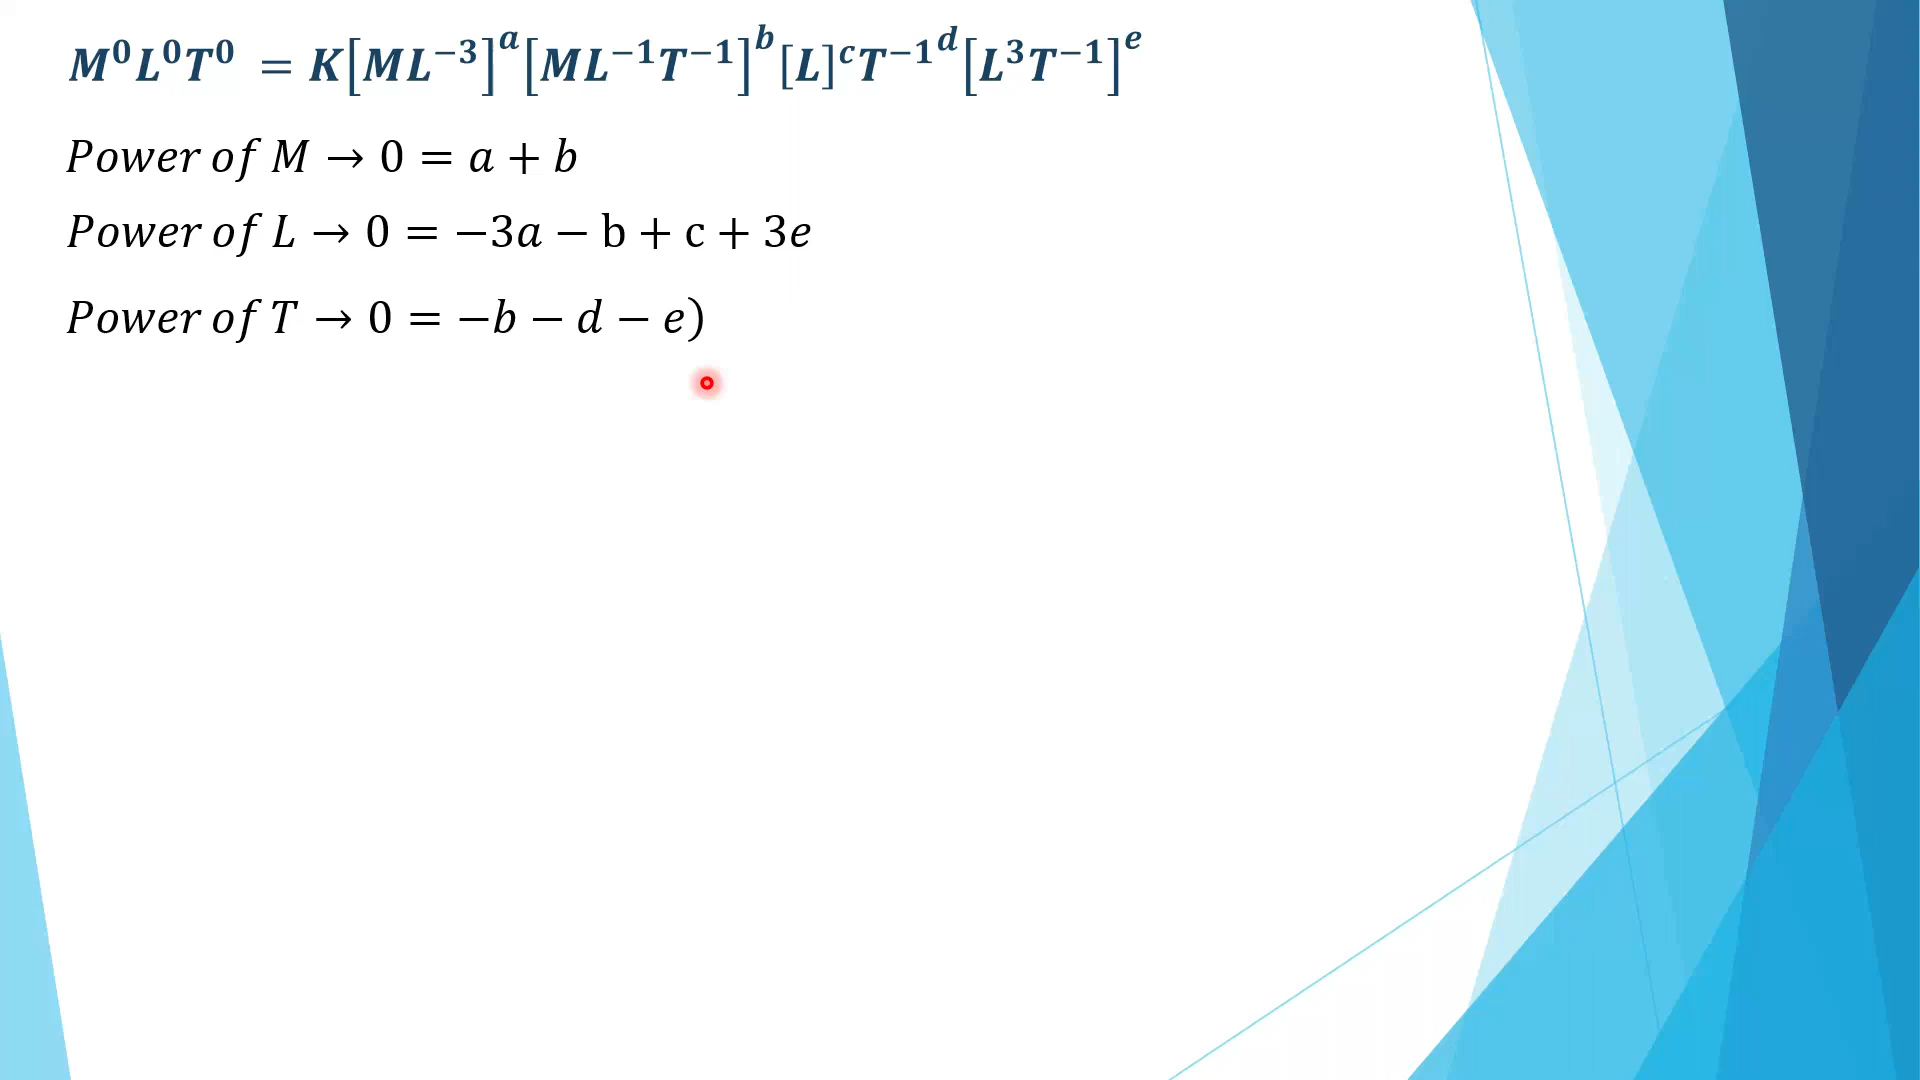 M⁰L⁰T⁰ = K[ML⁻³]ᵃ[ML⁻¹T⁻¹]ᵇ[L]ᶜT⁻¹ᵈ[L³T⁻¹]ᵉ
Power of M → 0 = a + b
Power of L → 0 = −3a − b + c + 3e
Power of T → 0 = −b − d − e)